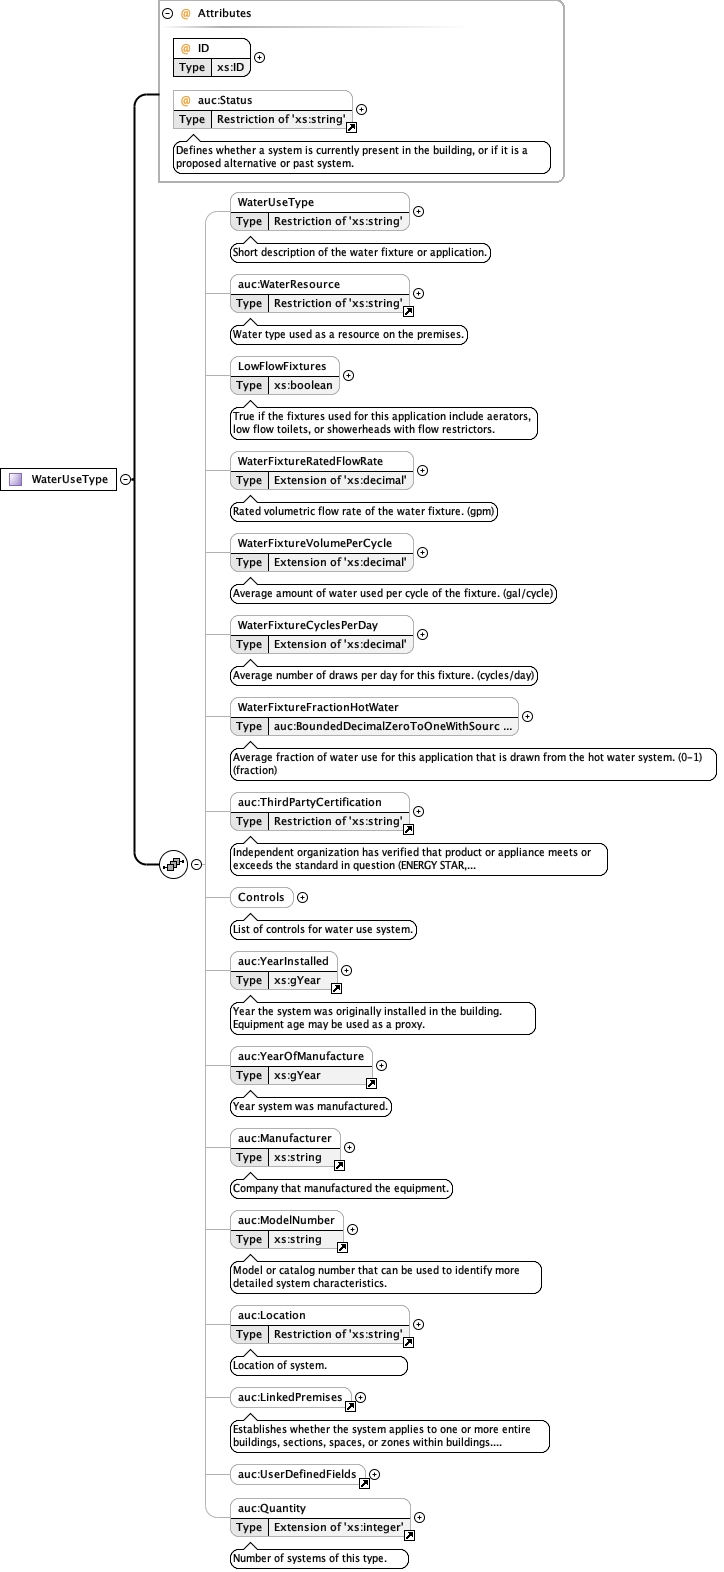 @ Attributes
@ ID
Type xs:ID
@ auc:Status
Type Restriction of 'xs:string'
Defines whether a system is currently present in the building, or if it is a
proposed alternative or past system.
WaterUseType
Type Restriction of 'xs:string'
Short description of the water fixture or application.
auc:WaterResource
Type Restriction of 'xs:string'
Water type used as a resource on the premises.
LowFlowFixtures
Type xs:boolean
True if the fixtures used for this application include aerators,
low flow toilets, or showerheads with flow restrictors.
WaterUseType
WaterFixtureRatedFlowRate
Type Extension of 'xs:decimal'
Rated volumetric flow rate of the water fixture. (gpm)
WaterFixtureVolumePerCycle
Type Extension of 'xs:decimal'
Average amount of water used per cycle of the fixture. (gal/cycle)
WaterFixtureCyclesPerDay
Type Extension of 'xs:decimal'
Average number of draws per day for this fixture. (cycles/day)
WaterFixtureFractionHotWater
Type auc:BoundedDecimalZeroToOneWithSourc ...
Average fraction of water use for this application that is drawn from the hot water system. (0-1)
(fraction)
auc:ThirdPartyCertification
Type Restriction of 'xs:string'
Independent organization has verified that product or appliance meets or
exceeds the standard in question (ENERGY STAR,...
Controls
List of controls for water use system.
auc:YearInstalled
Type xs:gYear
Year the system was originally installed in the building.
Equipment age may be used as a proxy.
auc:YearOfManufacture
Type xs:gYear
Year system was manufactured.
auc:Manufacturer
Type xs:string
Company that manufactured the equipment.
auc:ModelNumber
Type xs:string
Model or catalog number that can be used to identify more
detailed system characteristics.
auc:Location
Type Restriction of 'xs:string'
Location of system.
auc:LinkedPremises
Establishes whether the system applies to one or more entire
buildings, sections, spaces, or zones within buildings....
auc:UserDefinedFields
auc:Quantity
Type Extension of 'xs:integer'
Number of systems of this type.